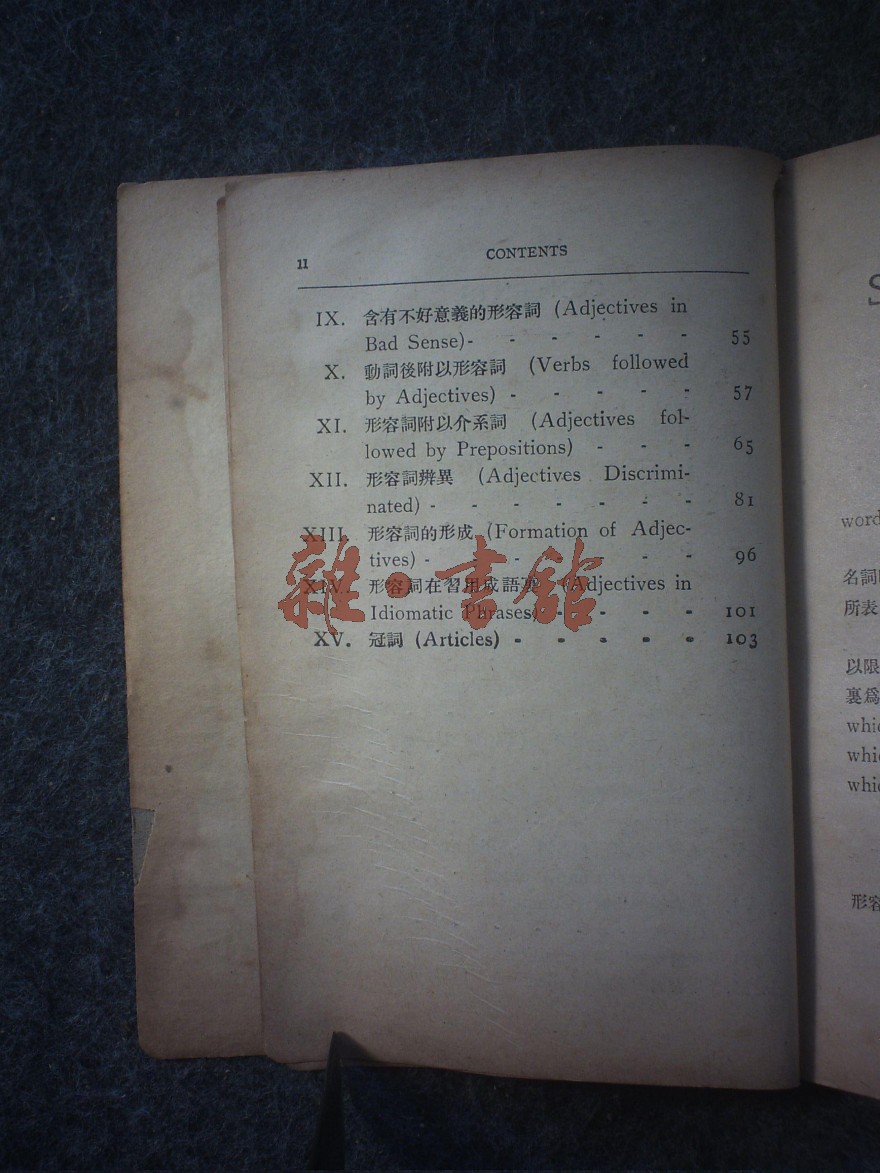 11 CONTENTS
IX. 含有不好意義的形容詞 (Adjectives in
Bad Sense)- - - - - - 55
X. 動詞後附以形容詞 (Verbs followed
by Adjectives) - - - - - 57
XI. 形容詞附以介系詞 (Adjectives fol-
lowed by Prepositions) - - - 65
XII. 形容詞辨異 (Adjectives Discrimi-
nated) - - - - - - - 81
XIII. 形容詞的形成 (Formation of Adjec-
tives) - - - - - - - 96
XIV. 形容詞在習用成語裏 (Adjectives in
Idiomatic Phrases) - - - - 101
XV. 冠詞 (Articles) - - - - - 103
雜·書館
S
word
名詞
所表
以限
裏爲
whic
whic
whic
形容